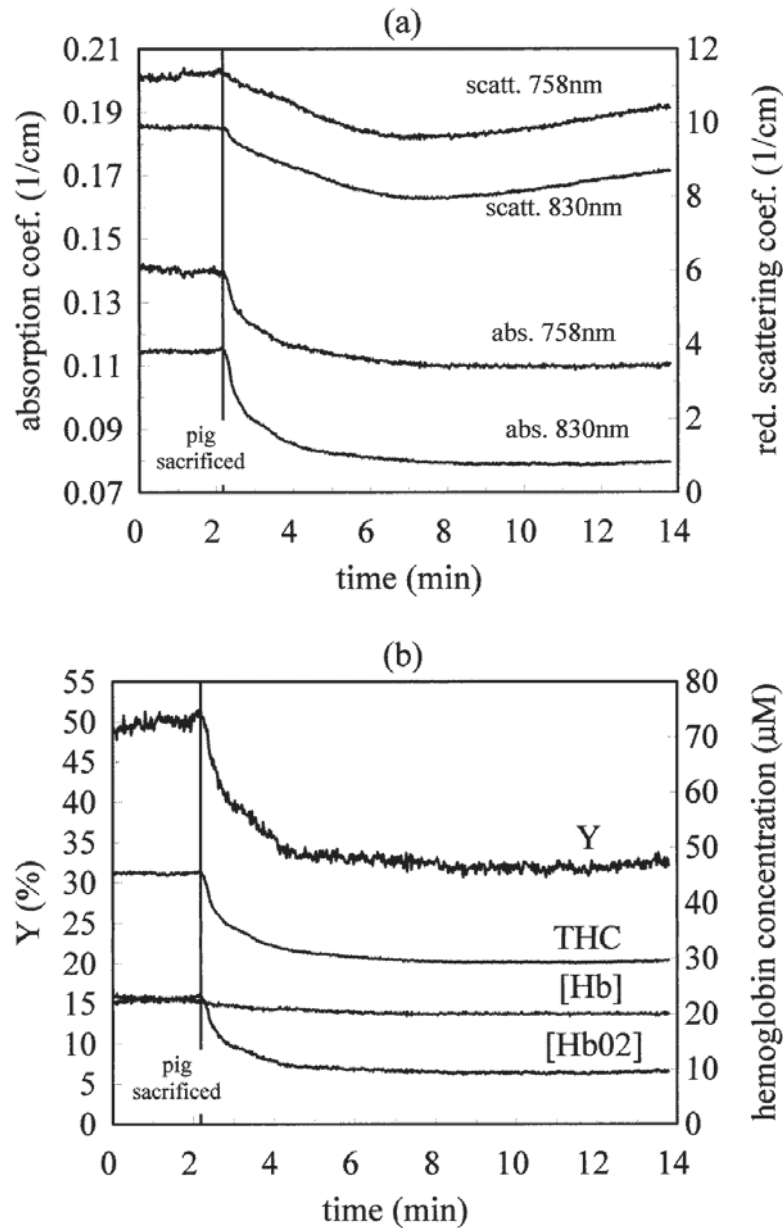 (a)
0.21
0.19
0.17
0.15
0.13
0.11
0.09
0.07
absorption coef. (1/cm)
12
10
8
6
4
2
0
red. scattering coef. (1/cm)
scatt. 758nm
scatt. 830nm
abs. 758nm
abs. 830nm
pig
sacrificed
0 2 4 6 8 10 12 14
time (min)
(b)
55
50
45
40
35
30
25
20
15
10
5
0
Y (%)
80
70
60
50
40
30
20
10
0
hemoglobin concentration (µM)
Y
THC
[Hb]
[Hb02]
pig
sacrificed
0 2 4 6 8 10 12 14
time (min)